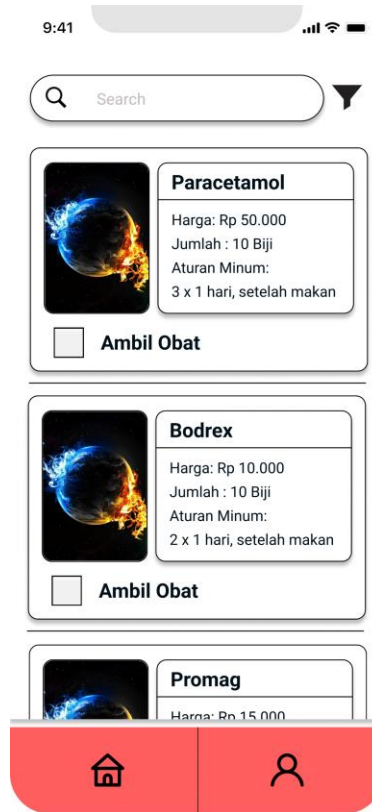 9:41
Search
Paracetamol
Harga: Rp 50.000
Jumlah : 10 Biji
Aturan Minum:
3 x 1 hari, setelah makan
Ambil Obat
Bodrex
Harga: Rp 10.000
Jumlah : 10 Biji
Aturan Minum:
2 x 1 hari, setelah makan
Ambil Obat
Promag
Harga: Rp 15.000